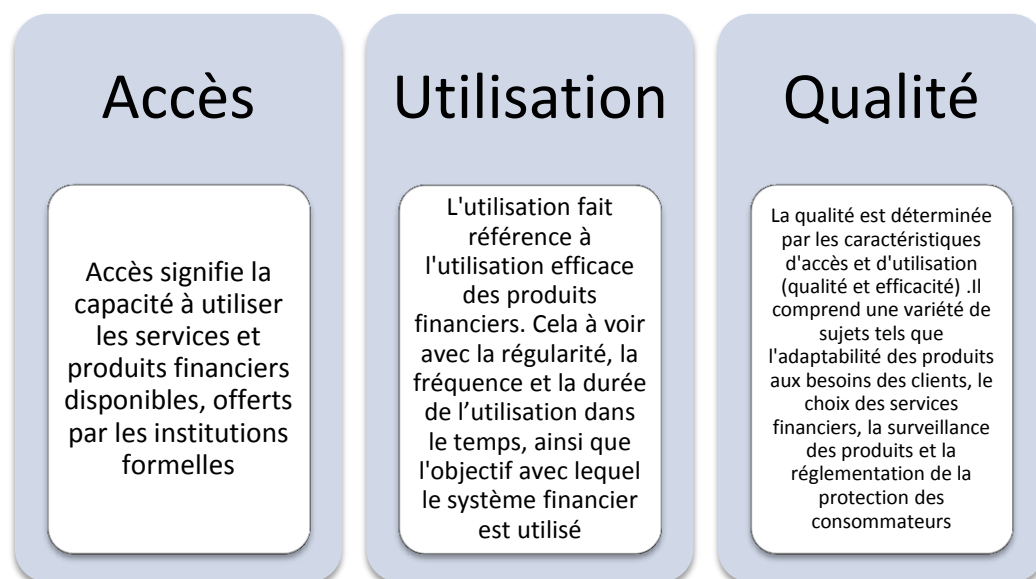 Accès
Accès signifie la
capacité à utiliser
les services et
produits financiers
disponibles, offerts
par les institutions
formelles
Utilisation
L'utilisation fait
référence à
l'utilisation efficace
des produits
financiers. Cela à voir
avec la régularité, la
fréquence et la durée
de l’utilisation dans
le temps, ainsi que
l'objectif avec lequel
le système financier
est utilisé
Qualité
La qualité est déterminée
par les caractéristiques
d'accès et d'utilisation
(qualité et efficacité) .Il
comprend une variété de
sujets tels que
l'adaptabilité des produits
aux besoins des clients, le
choix des services
financiers, la surveillance
des produits et la
réglementation de la
protection des
consommateurs